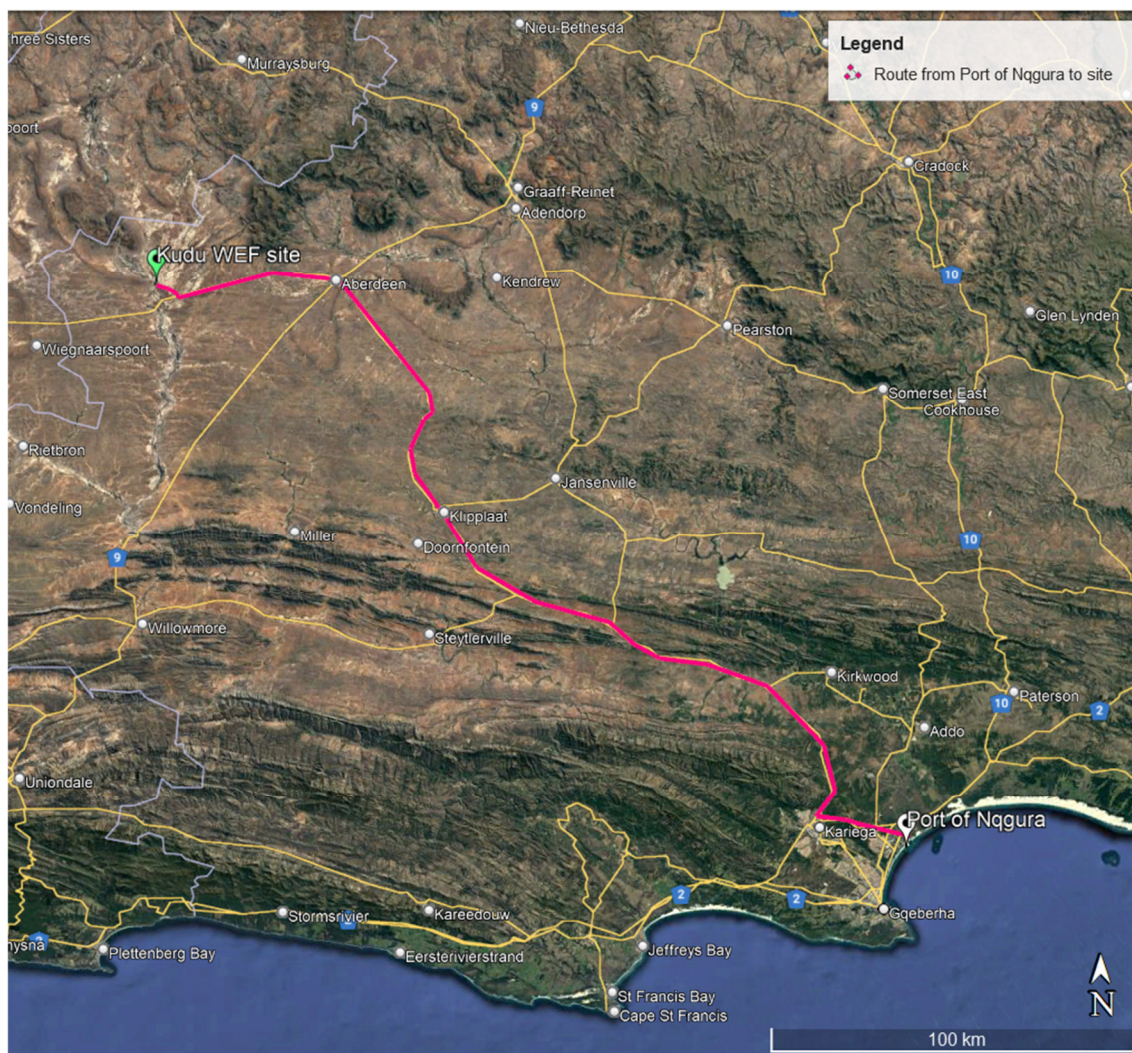 Nieu-Bethesda
Three Sisters
Murraysburg
Legend
Route from Port of Nqgura to site
9
poort
Cradock
Graaff-Reinet
Adendorp
Kudu WEF site
Aberdeen
Kendrew
10
Glen Lynden
Pearston
Wiegnaarspoort
Somerset East
Cookhouse
Rietbron
Jansenville
Vondeling
Klipplaat
Miller
Doornfontein
10
9
Willowmore
Steytlerville
Kirkwood
Paterson
10
2
Addo
Uniondale
Port of Nqgura
Kariega
2
2
Stormsrivier
Kareedouw
Gqeberha
2
nysna
Plettenberg Bay
Eersterivierstrand
Jeffreys Bay
St Francis Bay
Cape St Francis
N
100 km